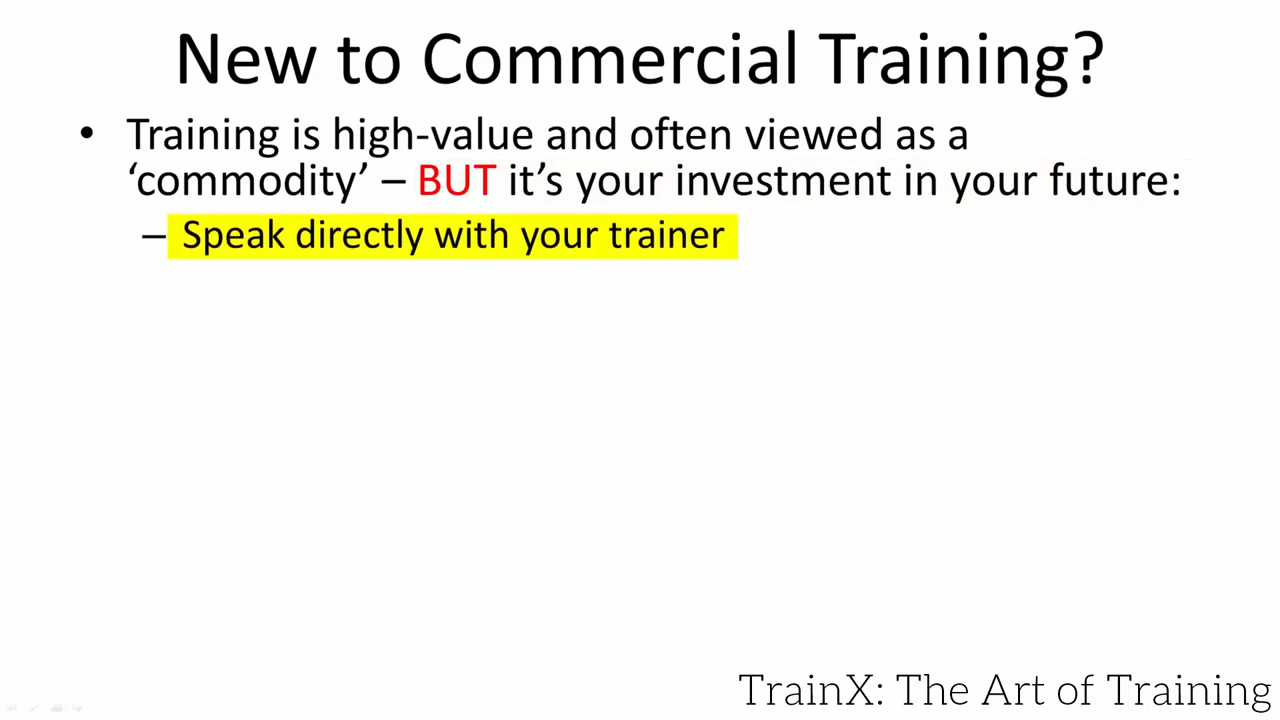 New to Commercial Training?
• Training is high-value and often viewed as a
‘commodity’ – BUT it’s your investment in your future:
– Speak directly with your trainer
TrainX: The Art of Training